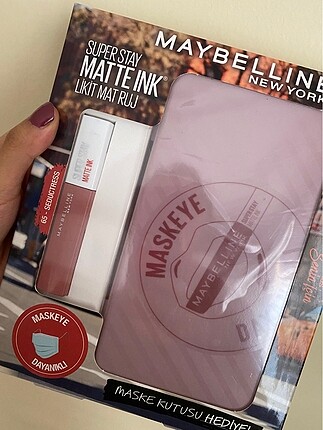 SUPER STAY
MATTE INK®
LİKİT MAT RUJ
MAYBELLINE
NEW YORK
65 - SEDUCTRESS
SUPERSTAY
MATTE INK
MAYBELLINE
MASKEYE
MAYBELLINE
DA
MASKEYE
DAYANIKLI
MASKE KUTUSU HEDİYE!